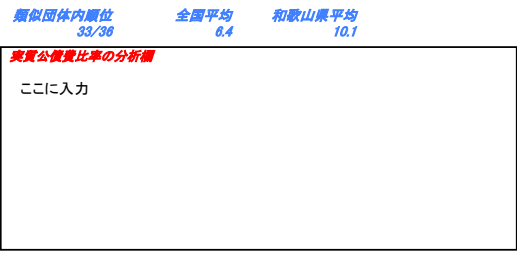 類似団体内順位 全国平均 和歌山県平均
33/36 6.4 10.1
実質公債費比率の分析欄
ここに入力